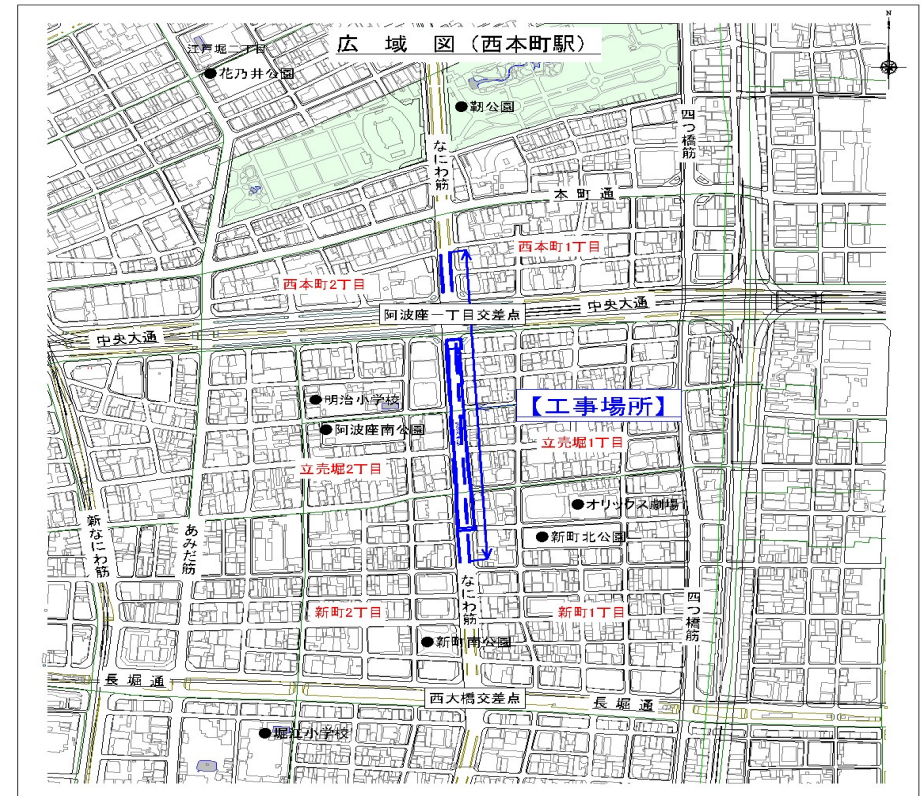 N
広 域 図（西本町駅）
江戸堀二丁目
●花乃井公園
●靭公園
四つ橋筋
なにわ筋
本町通
西本町1丁目
西本町2丁目
阿波座一丁目交差点
中央大通
中央大通
●明治小学校
【工事場所】
●阿波座南公園
立売堀1丁目
立売堀2丁目
●オリックス劇場
新なにわ筋
あみだ筋
●新町北公園
なにわ筋
四つ橋筋
新町2丁目
新町1丁目
●新町南公園
長堀通
西大橋交差点
長堀通
●堀江小学校